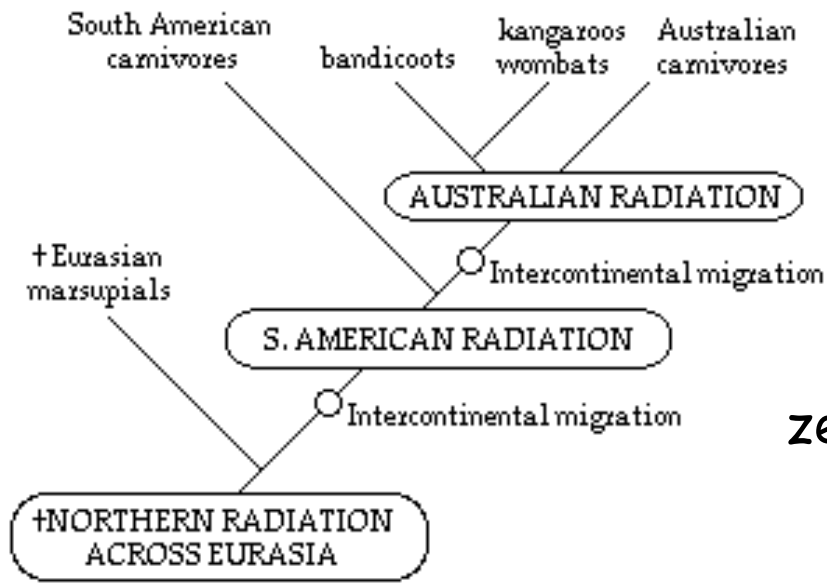 South American
carnivores
bandicoots
kangaroos
wombats
Australian
carnivores
AUSTRALIAN RADIATION
Intercontinental migration
†Eurasian
marsupials
S. AMERICAN RADIATION
Intercontinental migration
ze
†NORTHERN RADIATION
ACROSS EURASIA